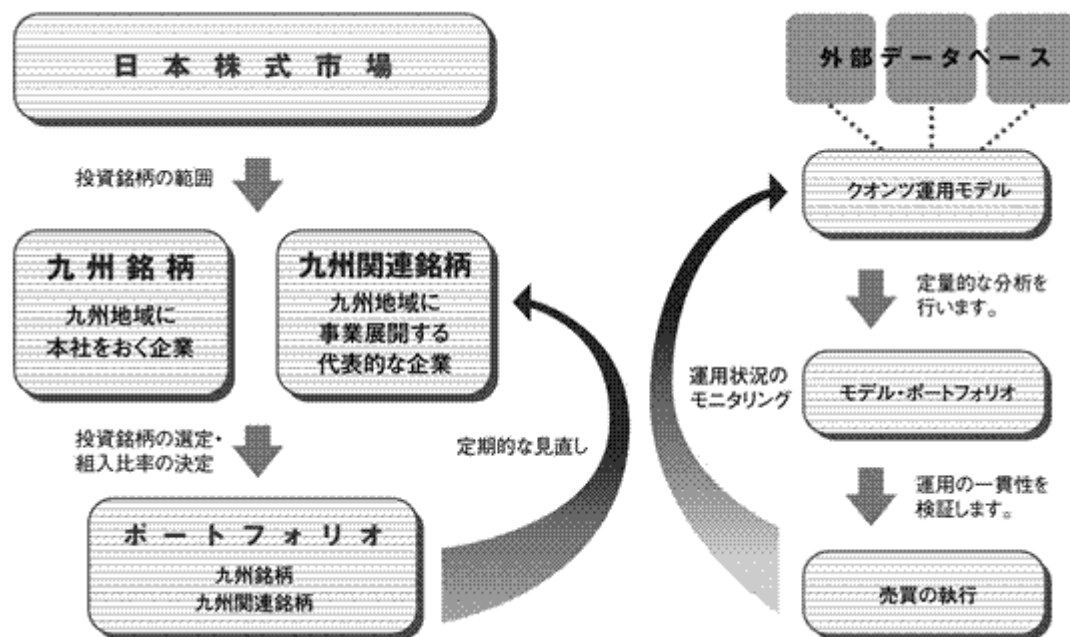 日本株式市場
投資銘柄の範囲
九州銘柄
九州地域に
本社をおく企業
九州関連銘柄
九州地域に
事業展開する
代表的な企業
投資銘柄の選定・
組入比率の決定
定期的な見直し
ポートフォリオ
九州銘柄
九州関連銘柄
外部データベース
クオンツ運用モデル
定量的な分析を
行います。
運用状況の
モニタリング
モデル・ポートフォリオ
運用の一貫性を
検証します。
売買の執行